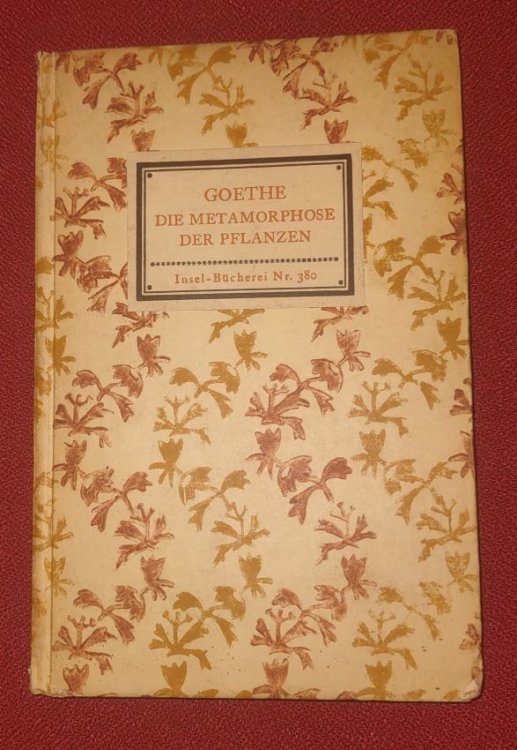 GOETHE
DIE METAMORPHOSE
DER PFLANZEN
Insel-Bücherei Nr. 380